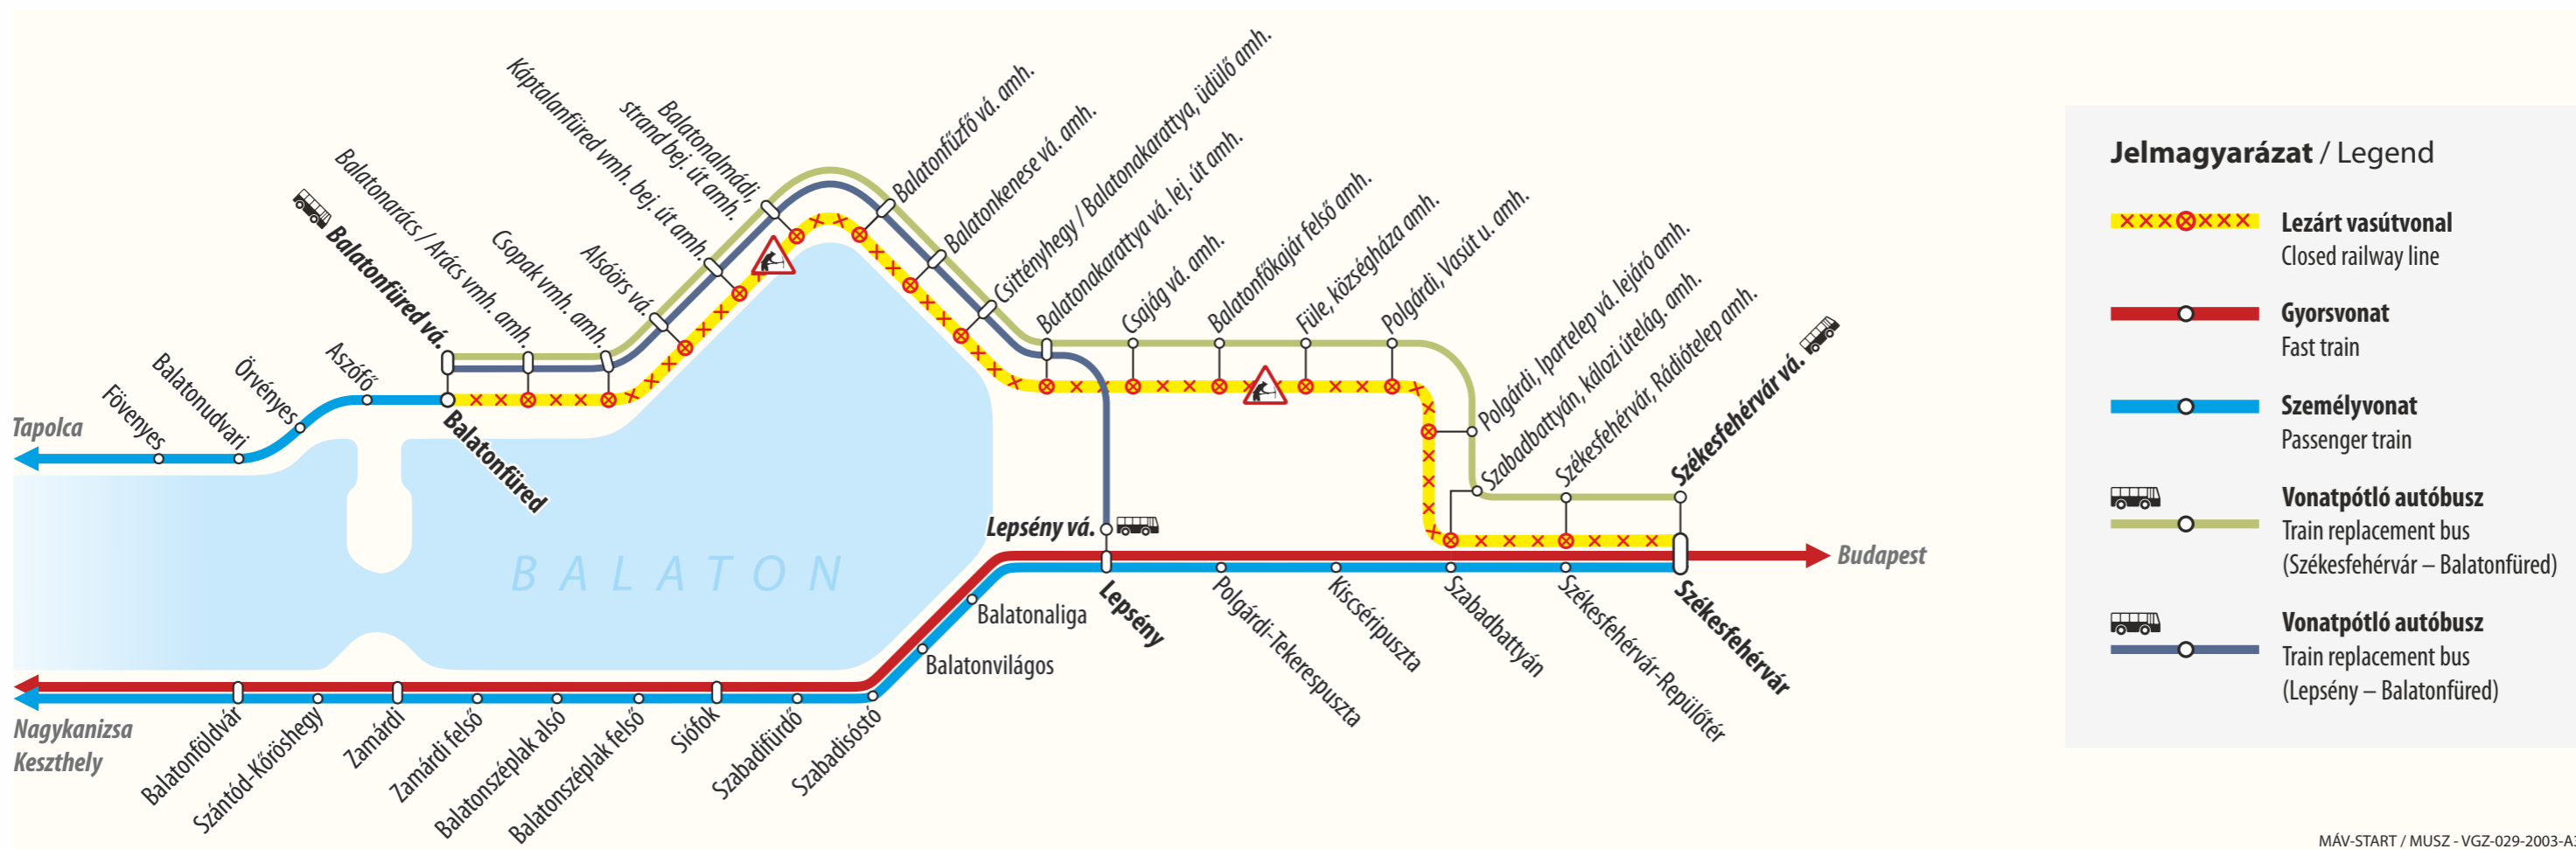 Balatonfüred vá.
Balatonarács / Arács vmh. amh.
Csopak vmh. amh.
Alsóörs vá.
Káptalanfüred vmh. bej. út amh.
Balatonalmádi,
strand bej. út amh.
Balatonfűzfő vá. amh.
Balatonkenese vá. amh.
Csittényhegy / Balatonakarattya, üdülő amh.
Balatonakarattya vá. lej. út amh.
Csajág vá. amh.
Balatonfőkajár felső amh.
Füle, községháza amh.
Polgárdi, Vasút u. amh.
Polgárdi, Ipartelep vá. lejáró amh.
Szabadbattyán, kálozi útelág. amh.
Székesfehérvár, Rádiótelep amh.
Székesfehérvár vá.
Tapolca
Fövenyes
Balatonudvari
Örvényes
Aszófő
Balatonfüred
BALATON
Lepsény vá.
Budapest
Balatonaliga
Balatonvilágos
Lepsény
Polgárdi-Tekerespuszta
Kiscséripuszta
Szabadbattyán
Székesfehérvár-Repülőtér
Székesfehérvár
Nagykanizsa
Keszthely
Balatonföldvár
Szántód-Kőröshegy
Zamárdi
Zamárdi felső
Balatonszéplak alsó
Balatonszéplak felső
Siófok
Szabadifürdő
Szabadisóstó
Jelmagyarázat / Legend
Lezárt vasútvonal
Closed railway line
Gyorsvonat
Fast train
Személyvonat
Passenger train
Vonatpótló autóbusz
Train replacement bus
(Székesfehérvár – Balatonfüred)
Vonatpótló autóbusz
Train replacement bus
(Lepsény – Balatonfüred)
MÁV-START / MUSZ - VGZ-029-2003-A